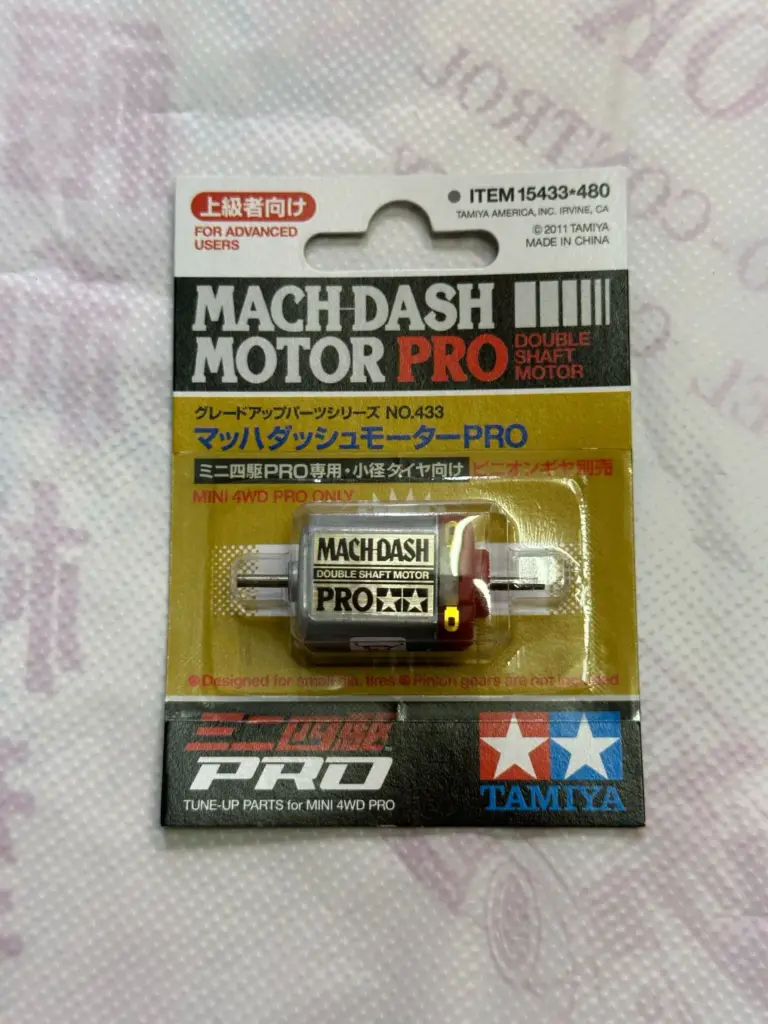 上級者向け
FOR ADVANCED
USERS
ITEM 15433*480
TAMIYA AMERICA, INC. IRVINE, CA
© 2011 TAMIYA
MADE IN CHINA
MACH-DASH
MOTOR PRO
DOUBLE
SHAFT
MOTOR
グレードアップパーツシリーズ NO.433
マッハダッシュモーターPRO
ミニ四駆PRO専用・小径タイヤ向け ピニオンギヤ別売
MINI 4WD PRO ONLY
MACH-DASH
DOUBLE SHAFT MOTOR
PRO
●Designed for small dia. tires ●Pinion gears are not included
ミニ四駆
PRO
TUNE-UP PARTS for MINI 4WD PRO
TAMIYA
CONTROL